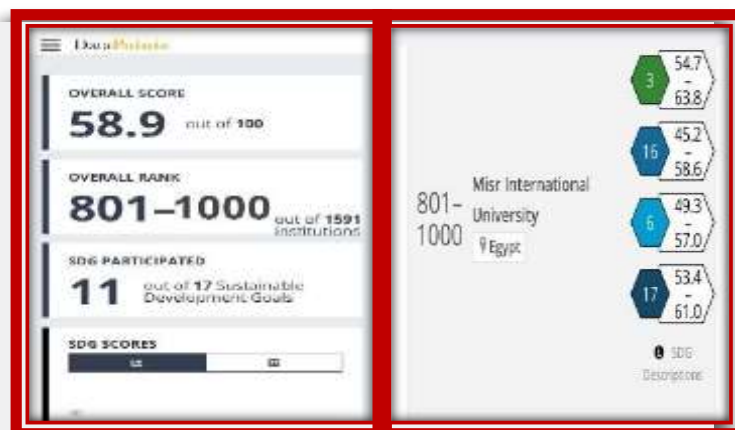 DataPoints
OVERALL SCORE
58.9 out of 100
OVERALL RANK
801–1000 out of 1591
institutions
SDG PARTICIPATED
11 out of 17 Sustainable
Development Goals
SDG SCORES
801–
1000
Misr International
University
Egypt
3
54.7
–
63.8
16
45.2
–
58.6
6
49.3
–
57.0
17
53.4
–
61.0
SDG
Descriptions